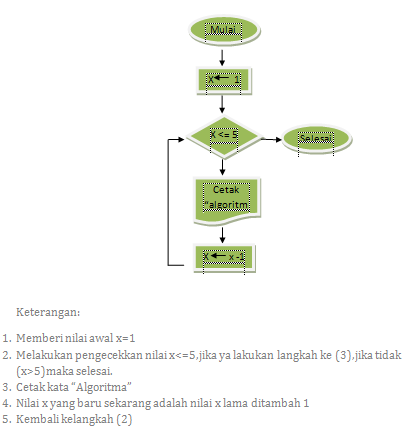 Mulai
X ← 1
X <= 5
Selesai
Cetak
"algoritm
X ← x -1
Keterangan:
1. Memberi nilai awal x=1
2. Melakukan pengecekkan nilai x<=5,jika ya lakukan langkah ke (3),jika tidak
(x>5)maka selesai.
3. Cetak kata “Algoritma”
4. Nilai x yang baru sekarang adalah nilai x lama ditambah 1
5. Kembali kelangkah (2)